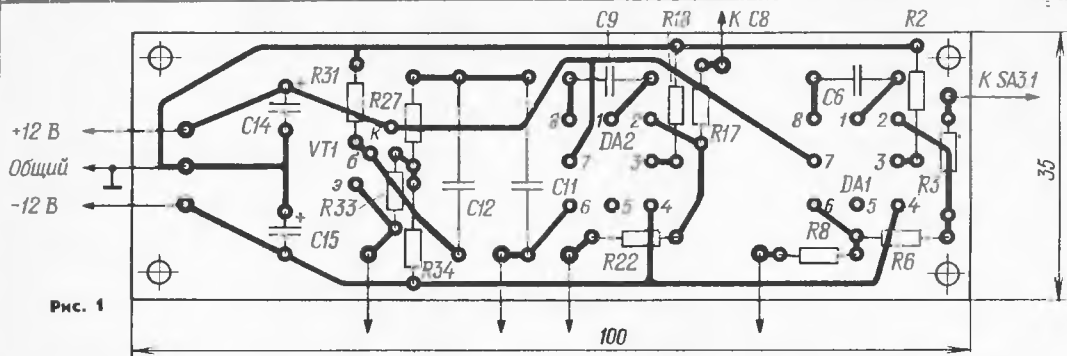 C9 R18 К C8 R2
R31 К SA3.1
R27 C6
+12 В C14 К 8 1 2 R17 8 1 2
DA2
Общий VT1 б 7 3 7 3 R3 35
Э DA1
-12 В R33 C12 C11 6 5 4 6 5 4
+ C15 R8
R34 R22 R6
Рис. 1
100